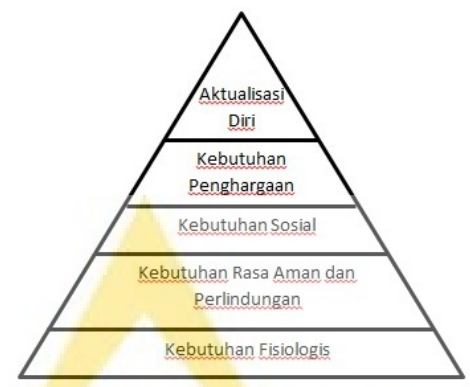 Aktualisasi
Diri
Kebutuhan
Penghargaan
Kebutuhan Sosial
Kebutuhan Rasa Aman dan
Perlindungan
Kebutuhan Fisiologis